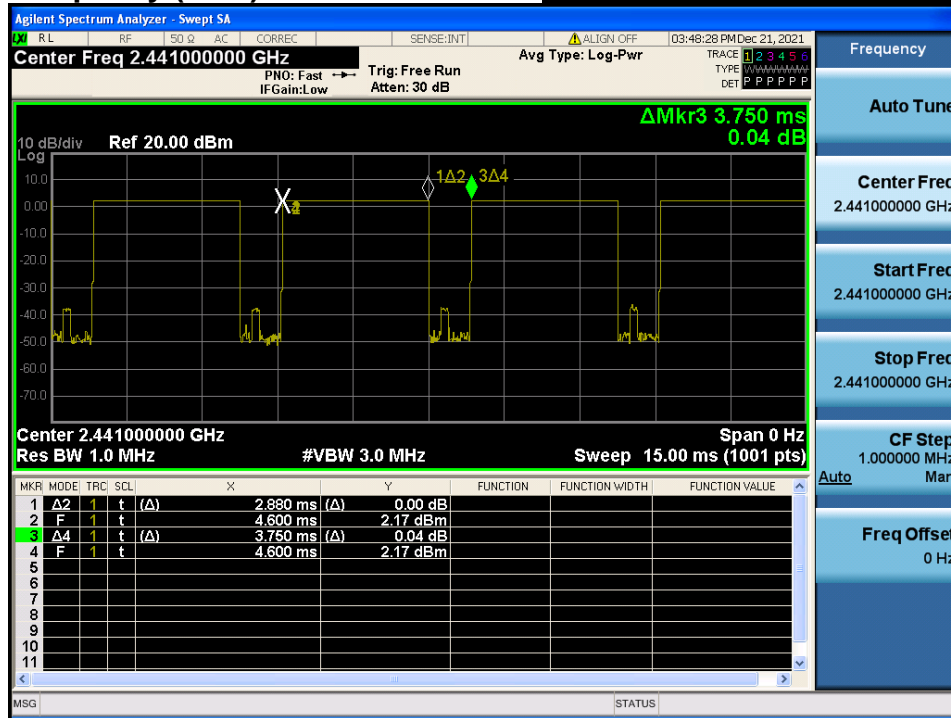 Agilent Spectrum Analyzer - Swept SA
LXI RL RF 50 Ω AC CORREC SENSE:INT ALIGN OFF 03:48:28 PM Dec 21, 2021
Center Freq 2.441000000 GHz
PNO: Fast
IFGain:Low
Trig: Free Run
Atten: 30 dB
Avg Type: Log-Pwr
TRACE 1 2 3 4 5 6
TYPE
DET P P P P P P
ΔMkr3 3.750 ms
0.04 dB
10 dB/div Ref 20.00 dBm
Log
10.0
0.00
-10.0
-20.0
-30.0
-40.0
-50.0
-60.0
-70.0
1Δ2 3Δ4
X
Center 2.441000000 GHz Span 0 Hz
Res BW 1.0 MHz #VBW 3.0 MHz Sweep 15.00 ms (1001 pts)
MKR MODE TRC SCL X Y FUNCTION FUNCTION WIDTH FUNCTION VALUE
1 Δ2 1 t (Δ) 2.880 ms (Δ) 0.00 dB
2 F 1 t 4.600 ms 2.17 dBm
3 Δ4 1 t (Δ) 3.750 ms (Δ) 0.04 dB
4 F 1 t 4.600 ms 2.17 dBm
5
6
7
8
9
10
11
MSG STATUS
Frequency
Auto Tune
Center Freq
2.441000000 GHz
Start Freq
2.441000000 GHz
Stop Freq
2.441000000 GHz
CF Step
1.000000 MHz
Auto Man
Freq Offset
0 Hz